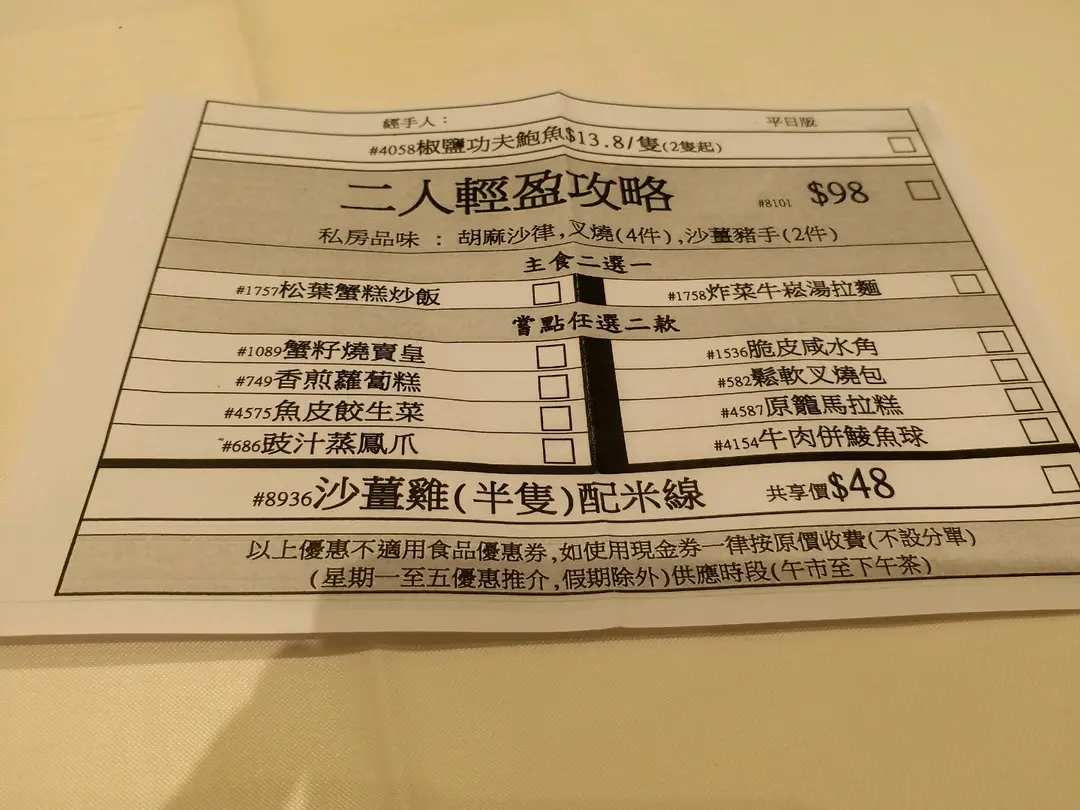 經手人： 平日版
#4058椒鹽功夫鮑魚$13.8/隻(2隻起)
二人輕盈攻略 #8101 $98
私房品味 ： 胡麻沙律,叉燒(4件),沙薑豬手(2件)
主食二選一
#1757松葉蟹糕炒飯 #1758炸菜牛崧湯拉麵
嘗點任選二款
#1089蟹籽燒賣皇 #1536脆皮咸水角
#749香煎蘿蔔糕 #582鬆軟叉燒包
#4575魚皮餃生菜 #4587原籠馬拉糕
#686豉汁蒸鳳爪 #4154牛肉併鯪魚球
#8936沙薑雞(半隻)配米線 共享價$48
以上優惠不適用食品優惠券,如使用現金券一律按原價收費(不設分單)
(星期一至五優惠推介,假期除外)供應時段(午市至下午茶)